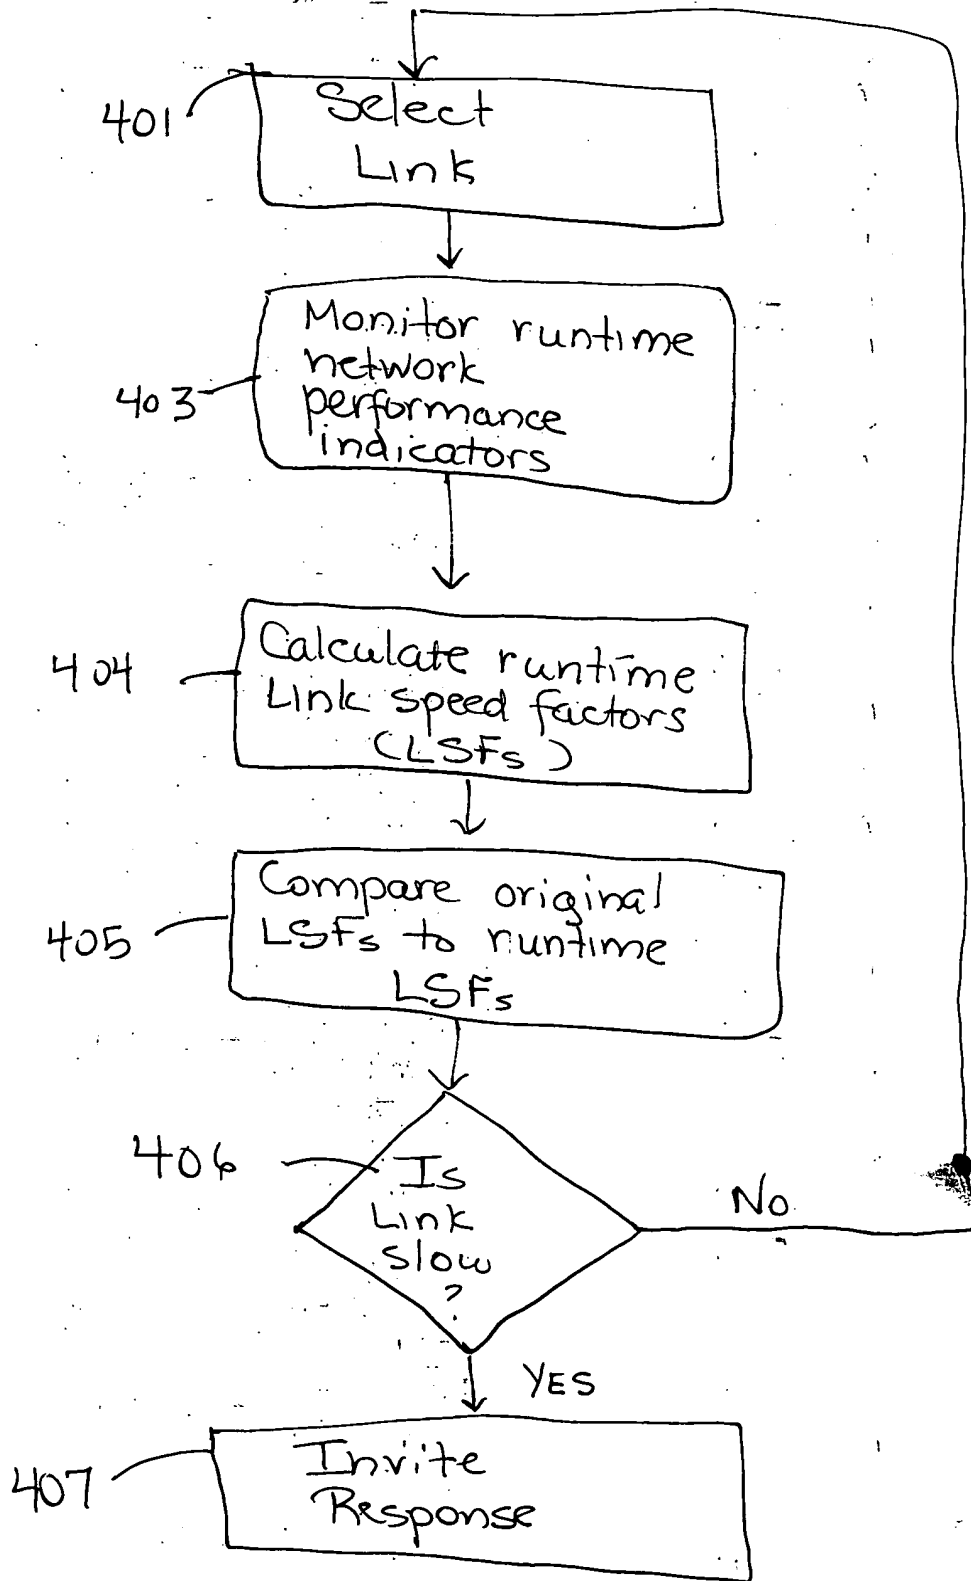 401
Select
Link
403
Monitor runtime
network
performance
indicators
404
Calculate runtime
Link speed factors
(LSFs)
405
Compare original
LSFs to runtime
LSFs
406
Is
Link
slow
?
No
YES
407
Invite
Response